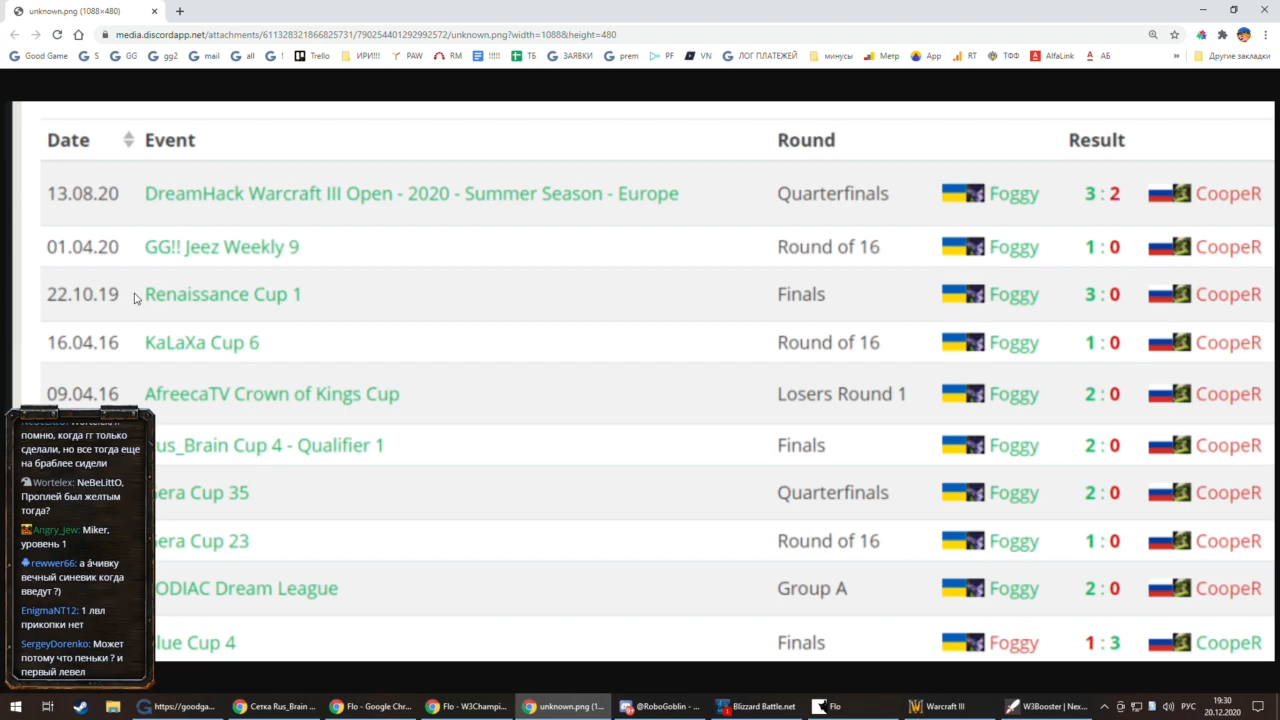 unknown.png (1088×480)
media.discordapp.net/attachments/611328321866825731/790254401292992572/unknown.png?width=1088&height=480
Good Game G S GG gg2 mail all ! Trello ИРИ!!! PAW RM !!!!! ТБ ЗАЯВКИ prem PF VN ЛОГ ПЛАТЕЖЕЙ минусы Метр App RT ТФФ AlfaLink АБ » Другие закладки
Date Event Round Result
13.08.20 DreamHack Warcraft III Open - 2020 - Summer Season - Europe Quarterfinals Foggy 3 : 2 CoopeR
01.04.20 GG!! Jeez Weekly 9 Round of 16 Foggy 1 : 0 CoopeR
22.10.19 Renaissance Cup 1 Finals Foggy 3 : 0 CoopeR
16.04.16 KaLaXa Cup 6 Round of 16 Foggy 1 : 0 CoopeR
09.04.16 AfreecaTV Crown of Kings Cup Losers Round 1 Foggy 2 : 0 CoopeR
us_Brain Cup 4 - Qualifier 1 Finals Foggy 2 : 0 CoopeR
era Cup 35 Quarterfinals Foggy 2 : 0 CoopeR
era Cup 23 Round of 16 Foggy 1 : 0 CoopeR
ODIAC Dream League Group A Foggy 2 : 0 CoopeR
lue Cup 4 Finals Foggy 1 : 3 CoopeR
помню, когда гг только
сделали, но все тогда еще
на браблее сидели
Wortelex: NeBeLittO,
Проплей был желтым
тогда?
Angry_Jew: Miker,
уровень 1
rewwer66: а áчивку
вечный синевик когда
введут ?)
EnigmaNT12: 1 лвл
прикопки нет
SergeyDorenko: Может
потому что пеньки ? и
первый левел
https://goodga... Сетка Rus_Brain ... Flo - Google Chr... Flo - W3Champi... unknown.png (1... @RoboGoblin - ... Blizzard Battle.net Flo Warcraft III W3Booster | Nex... РУС 19:30
20.12.2020